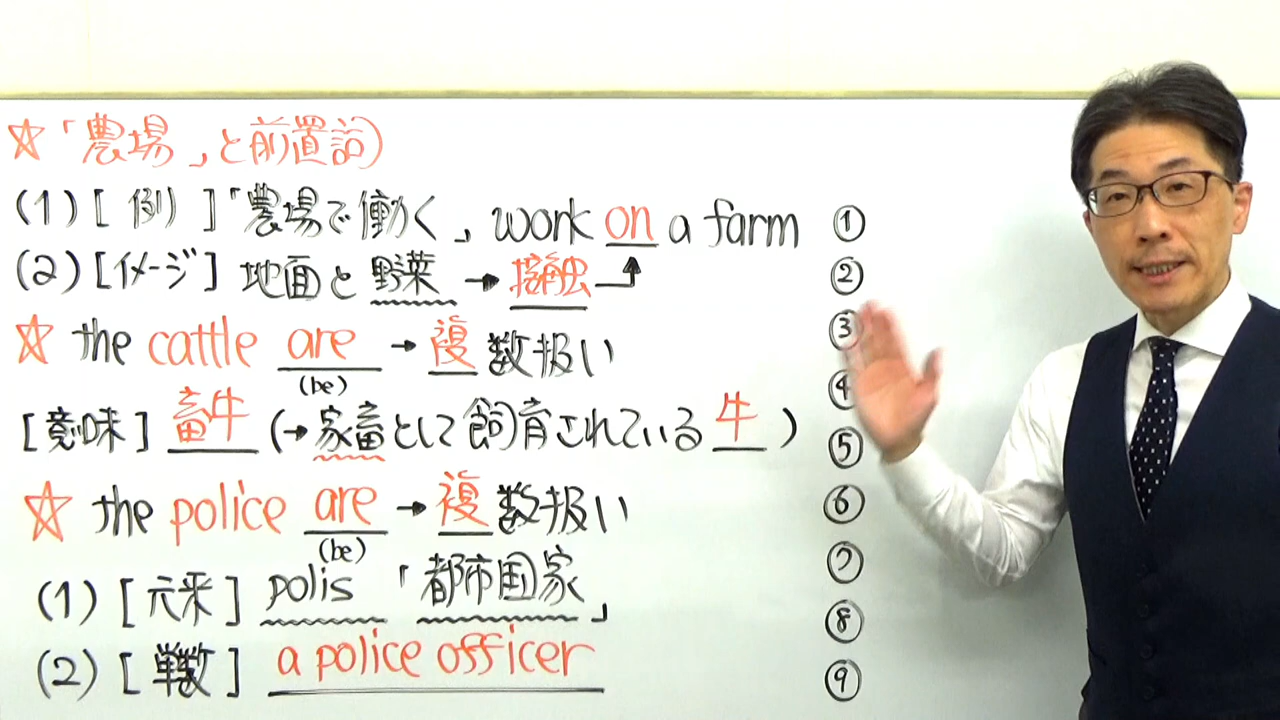 ☆「農場」と前置詞
(1)[例]「農場で働く」work on a farm ①
(2)[イメージ]地面と野菜→接触 ②
☆ the cattle are → 複数扱い ③
(be) ④
[意味]畜牛(→家畜として飼育されている牛) ⑤
☆ the police are → 複数扱い ⑥
(be) ⑦
(1)[元来]polis「都市国家」 ⑧
(2)[単数]a police officer ⑨